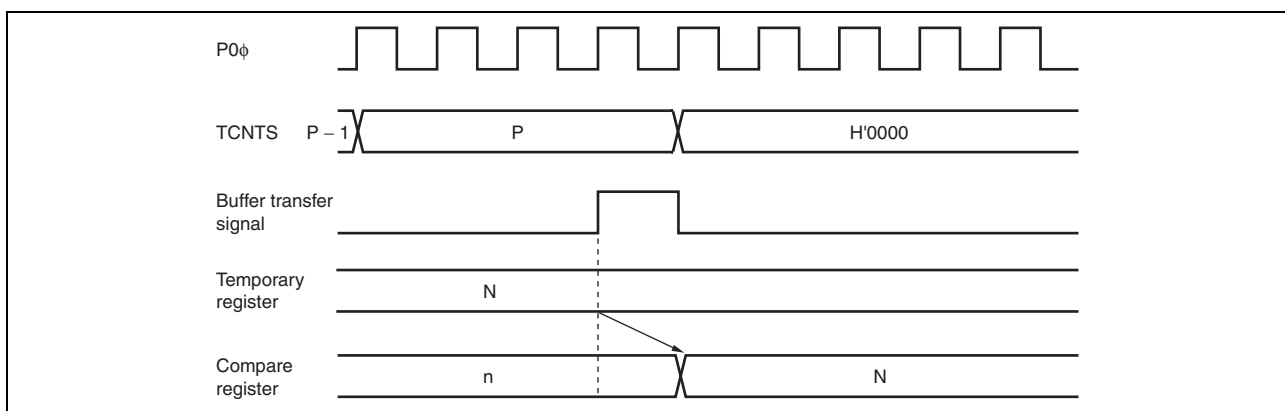 P0ϕ
TCNTS P – 1 P H'0000
Buffer transfer
signal
Temporary
register
N
Compare
register
n N